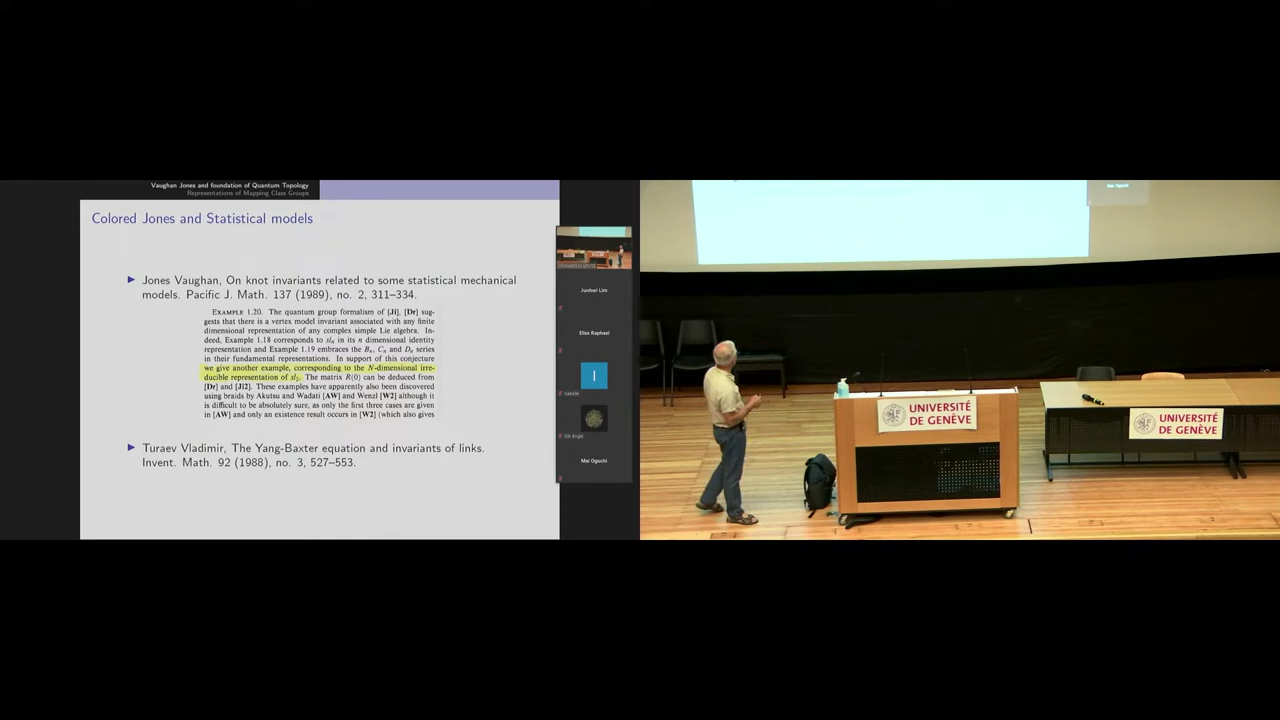 Vaughan Jones and foundation of Quantum Topology
Representations of Mapping Class Groups
Colored Jones and Statistical models
Jones Vaughan, On knot invariants related to some statistical mechanical
models. Pacific J. Math. 137 (1989), no. 2, 311–334.
EXAMPLE 1.20. The quantum group formalism of [Ji], [Dr] sug-
gests that there is a vertex model invariant associated with any finite
dimensional representation of any complex simple Lie algebra. In-
deed, Example 1.18 corresponds to sl_n in its n dimensional identity
representation and Example 1.19 embraces the B_n, C_n and D_n series
in their fundamental representations. In support of this conjecture
we give another example, corresponding to the N-dimensional irre-
ducible representation of sl_2. The matrix R(0) can be deduced from
[Dr] and [Ji2]. These examples have apparently also been discovered
using braids by Akutsu and Wadati [AW] and Wenzl [W2] although it
is difficult to be absolutely sure, as only the first three cases are given
in [AW] and only an existence result occurs in [W2] (which also gives
Turaev Vladimir, The Yang-Baxter equation and invariants of links.
Invent. Math. 92 (1988), no. 3, 527–553.
Junhwi Lim
Elise Raphael
I
Isabela
Mai Oguchi
UNIVERSITÉ
DE GENÈVE
UNIVERSITÉ
DE GENÈVE